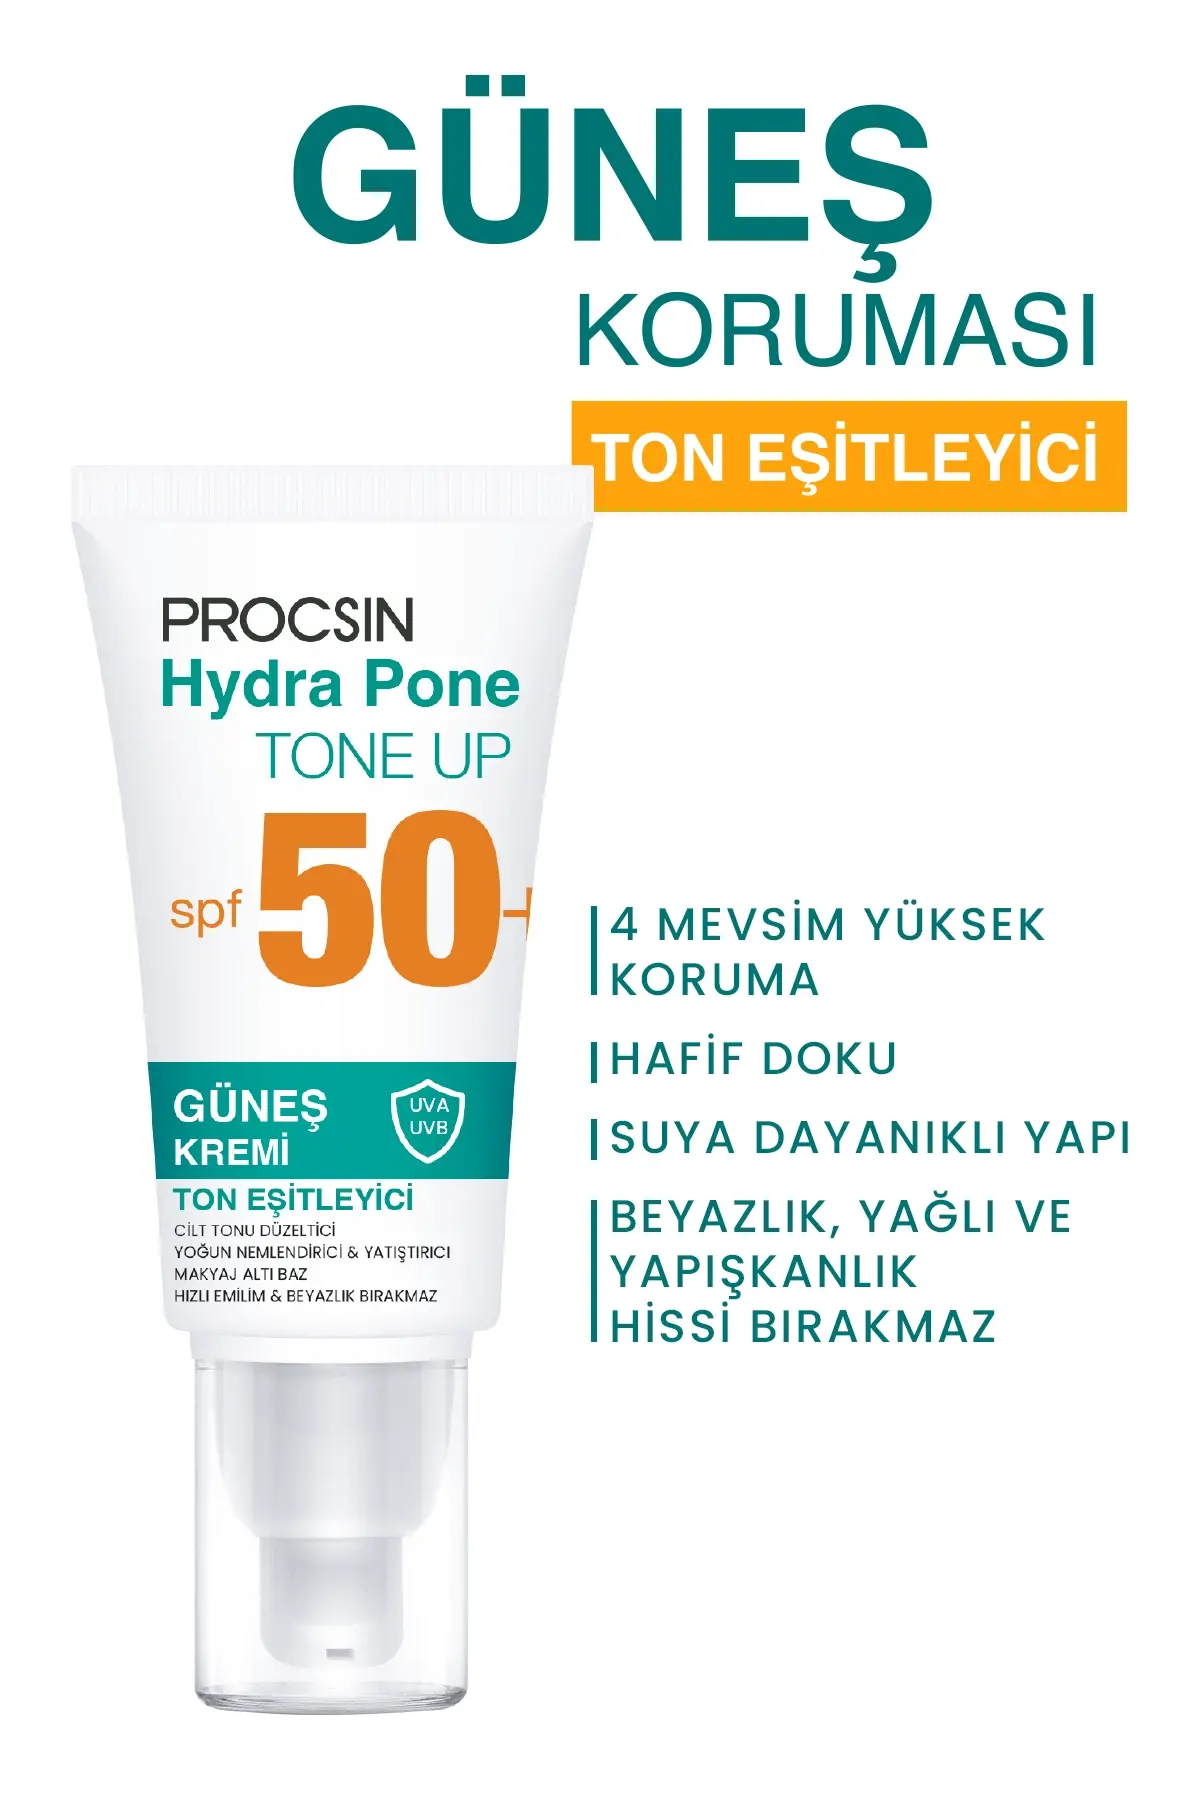 GÜNEŞ
KORUMASI
TON EŞİTLEYİCİ
PROCSIN
Hydra Pone
TONE UP
spf 50+
GÜNEŞ
KREMİ
UVA
UVB
TON EŞİTLEYİCİ
CİLT TONU DÜZELTİCİ
YOĞUN NEMLENDİRİCİ & YATIŞTIRICI
MAKYAJ ALTI BAZ
HIZLI EMİLİM & BEYAZLIK BIRAKMAZ
4 MEVSİM YÜKSEK
KORUMA
HAFİF DOKU
SUYA DAYANIKLI YAPI
BEYAZLIK, YAĞLI VE
YAPIŞKANLIK
HİSSİ BIRAKMAZ